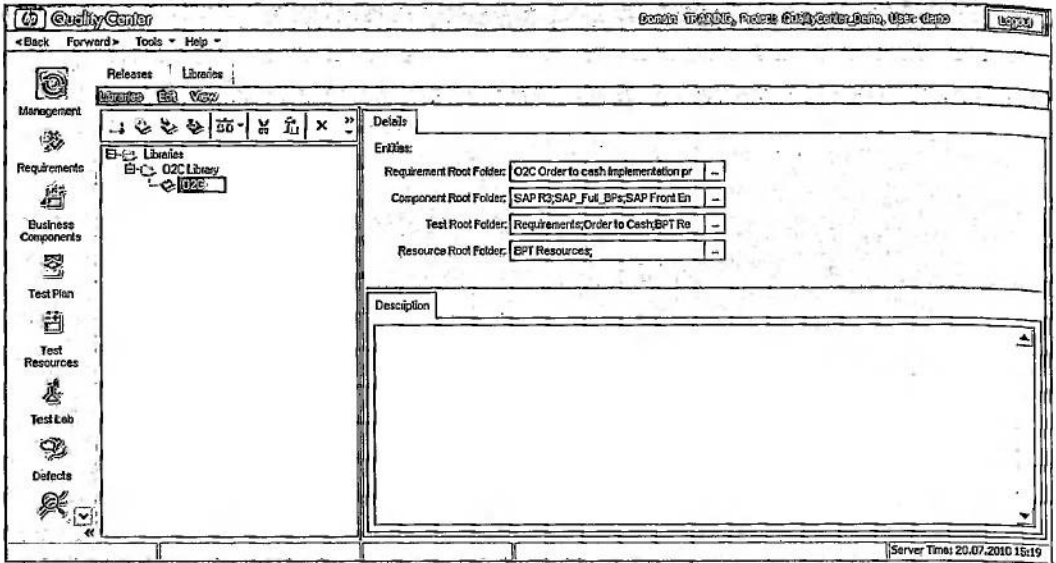 hp Quality Center
Domain: TRAINING, Project: QualityCenter_Demo, User: demo
Logout
<Back Forward> Tools Help
Releases Libraries
Libraries Edit View
Management
Requirements
Business
Components
Test Plan
Test
Resources
Test Lab
Defects
Libraries
O2C Library
O2C
Details
Entities:
Requirement Root Folder: O2C Order to cash Implementation pr ...
Component Root Folder: SAP R3;SAP_Full_BPs;SAP Front En ...
Test Root Folder: Requirements;Order to Cash;BPT Re ...
Resource Root Folder: BPT Resources; ...
Description
Server Time: 20.07.2010 15:19